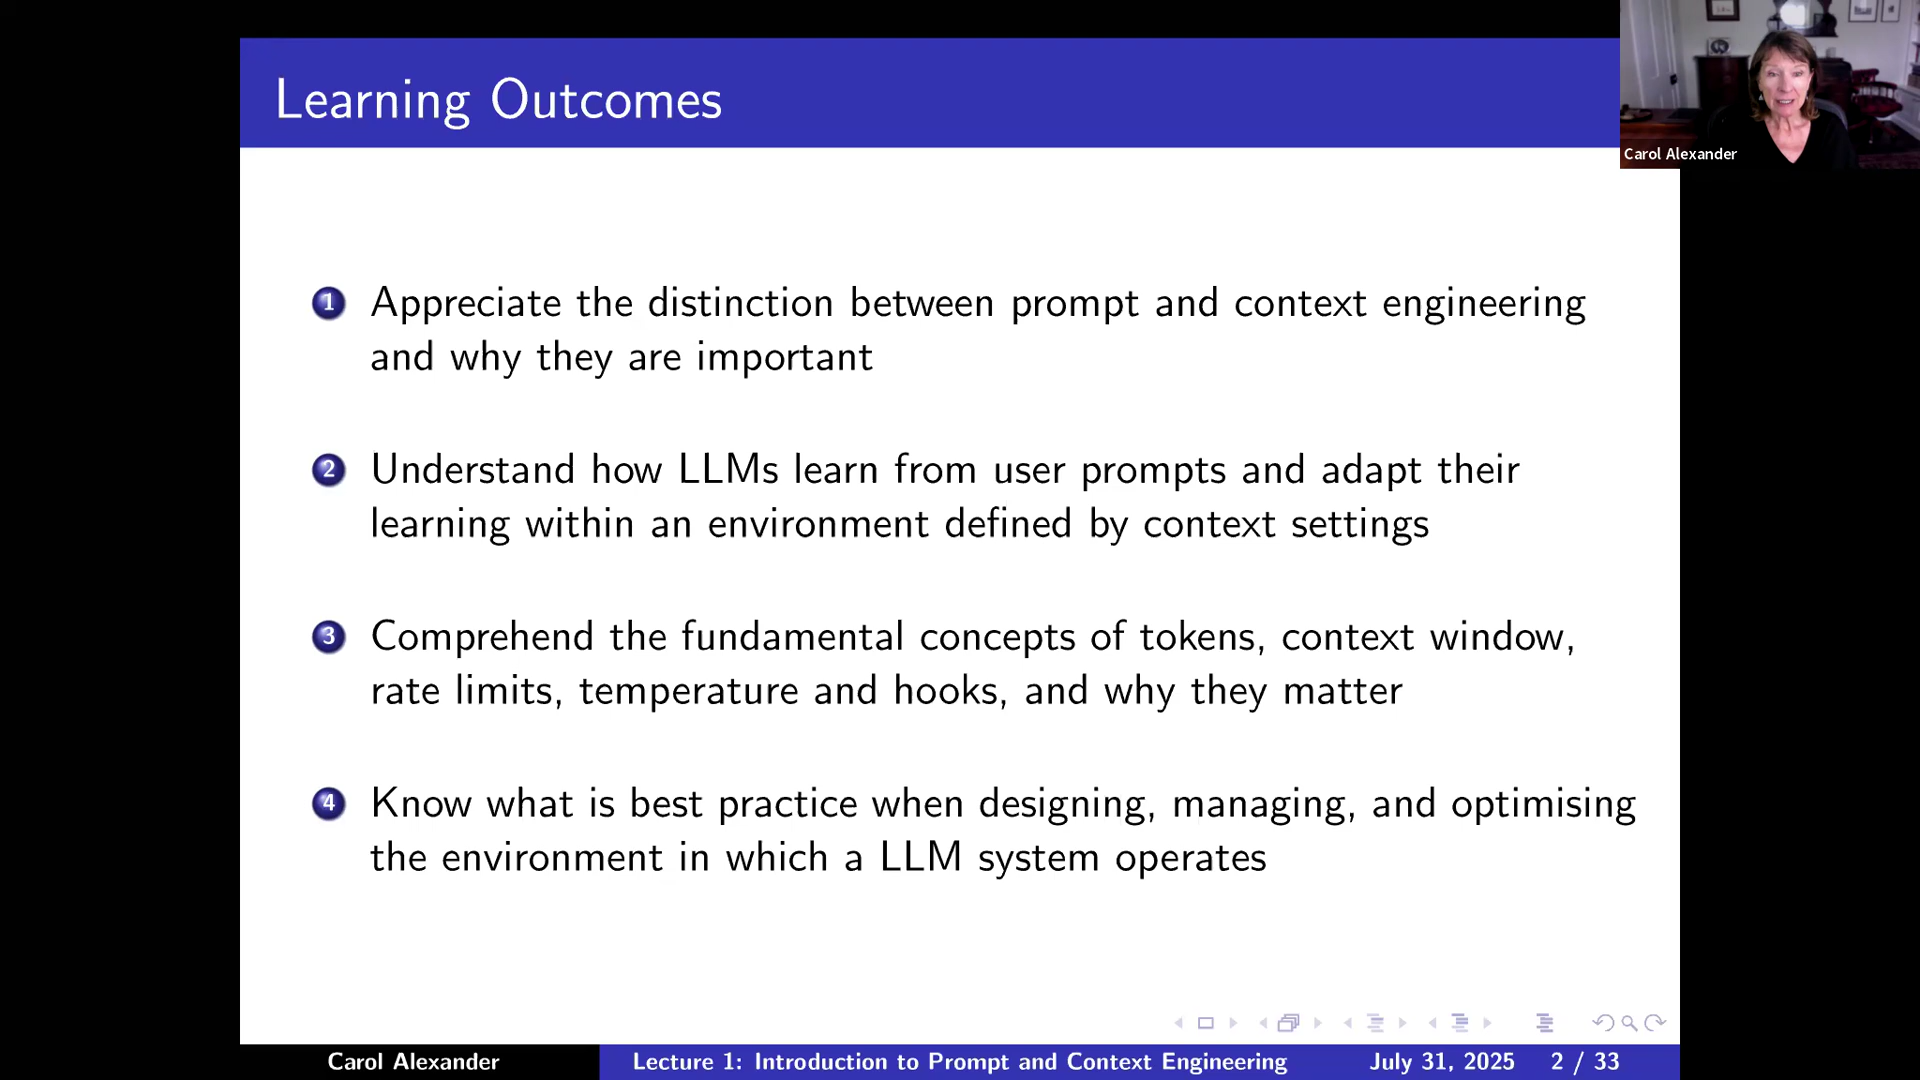 Learning Outcomes
Carol Alexander
1 Appreciate the distinction between prompt and context engineering
and why they are important
2 Understand how LLMs learn from user prompts and adapt their
learning within an environment defined by context settings
3 Comprehend the fundamental concepts of tokens, context window,
rate limits, temperature and hooks, and why they matter
4 Know what is best practice when designing, managing, and optimising
the environment in which a LLM system operates
Carol Alexander Lecture 1: Introduction to Prompt and Context Engineering July 31, 2025 2 / 33